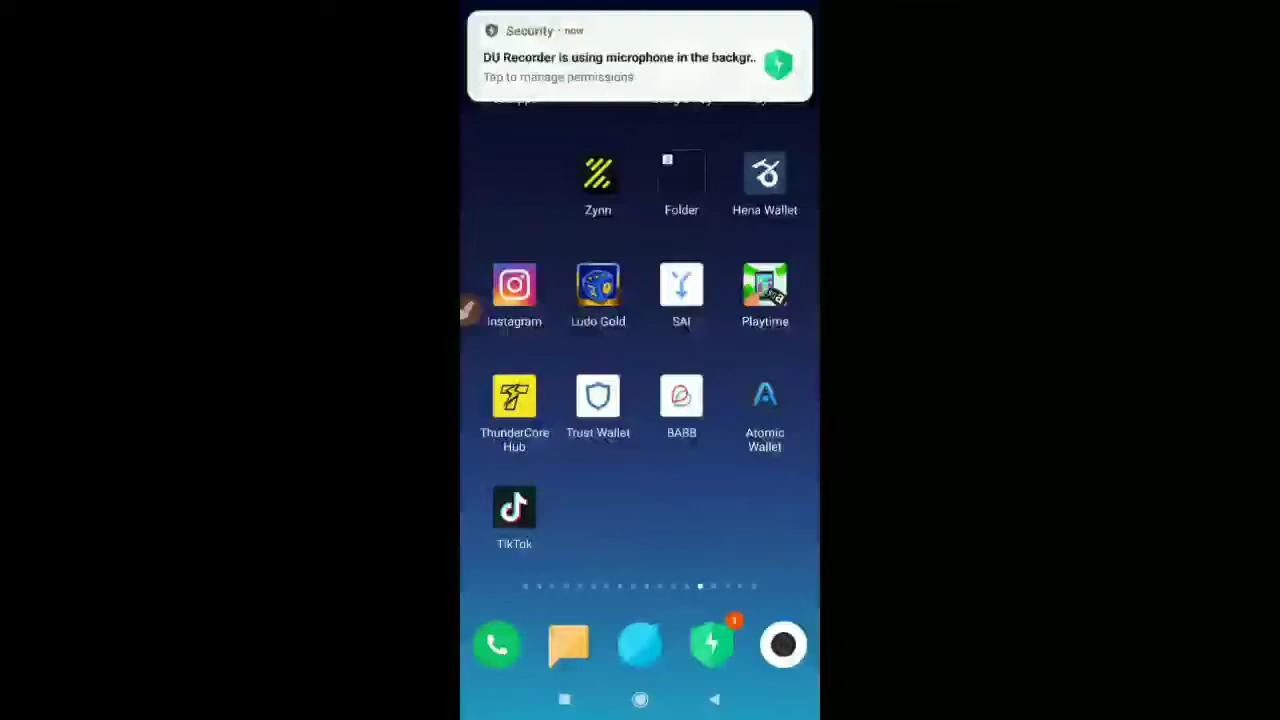 Security · now
DU Recorder is using microphone in the backgr..
Tap to manage permissions
Zynn
Folder
Hena Wallet
Instagram
Ludo Gold
SAI
Playtime
ThunderCore
Hub
Trust Wallet
BABB
Atomic
Wallet
TikTok
1